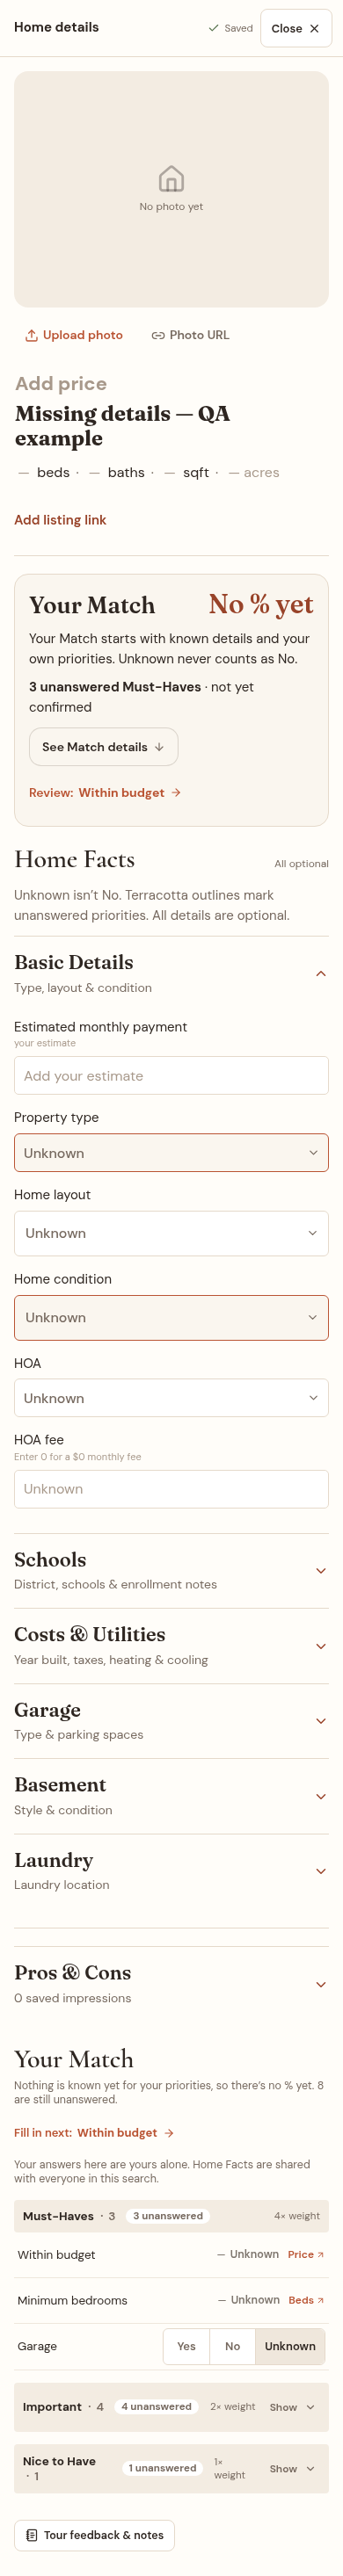 Home details
Saved
Close
No photo yet
Upload photo
Photo URL
Add price
Missing details — QA
example
— beds · — baths · — sqft · — acres
Add listing link
Your Match
No % yet
Your Match starts with known details and your
own priorities. Unknown never counts as No.
3 unanswered Must-Haves · not yet
confirmed
See Match details ↓
Review: Within budget →
Home Facts
All optional
Unknown isn’t No. Terracotta outlines mark
unanswered priorities. All details are optional.
Basic Details
Type, layout & condition
Estimated monthly payment
your estimate
Add your estimate
Property type
Unknown
Home layout
Unknown
Home condition
Unknown
HOA
Unknown
HOA fee
Enter 0 for a $0 monthly fee
Unknown
Schools
District, schools & enrollment notes
Costs & Utilities
Year built, taxes, heating & cooling
Garage
Type & parking spaces
Basement
Style & condition
Laundry
Laundry location
Pros & Cons
0 saved impressions
Your Match
Nothing is known yet for your priorities, so there’s no % yet. 8
are still unanswered.
Fill in next: Within budget →
Your answers here are yours alone. Home Facts are shared
with everyone in this search.
Must-Haves · 3 3 unanswered 4× weight
Within budget — Unknown Price ↗
Minimum bedrooms — Unknown Beds ↗
Garage Yes No Unknown
Important · 4 4 unanswered 2× weight Show
Nice to Have
· 1
1 unanswered
1×
weight
Show
Tour feedback & notes